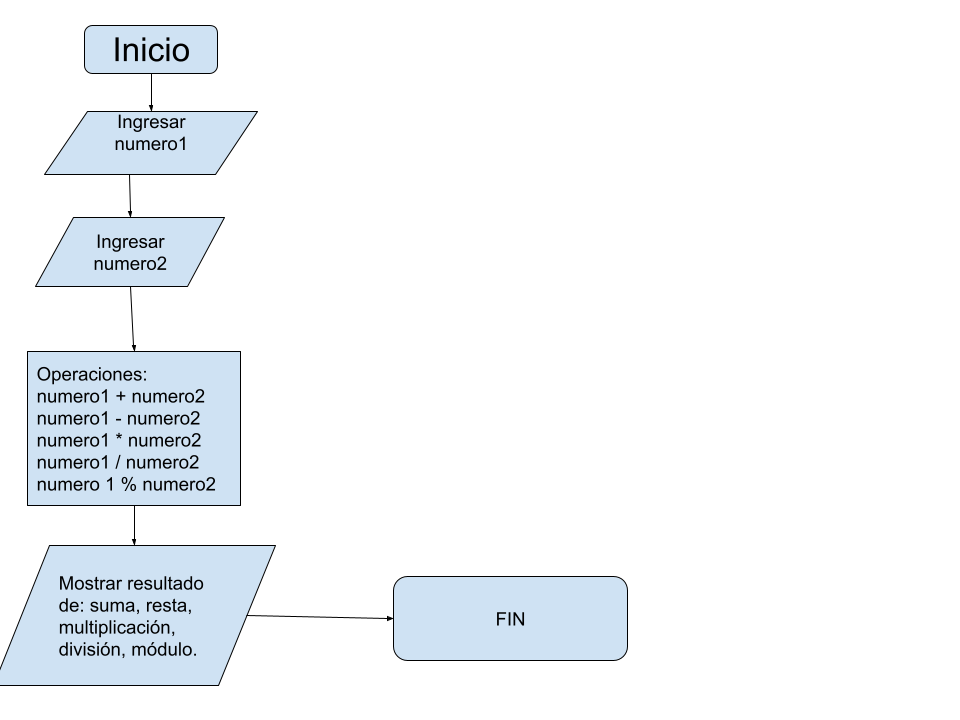 Inicio
Ingresar
numero1
Ingresar
numero2
Operaciones:
numero1 + numero2
numero1 - numero2
numero1 * numero2
numero1 / numero2
numero 1 % numero2
Mostrar resultado
de: suma, resta,
multiplicación,
división, módulo.
FIN